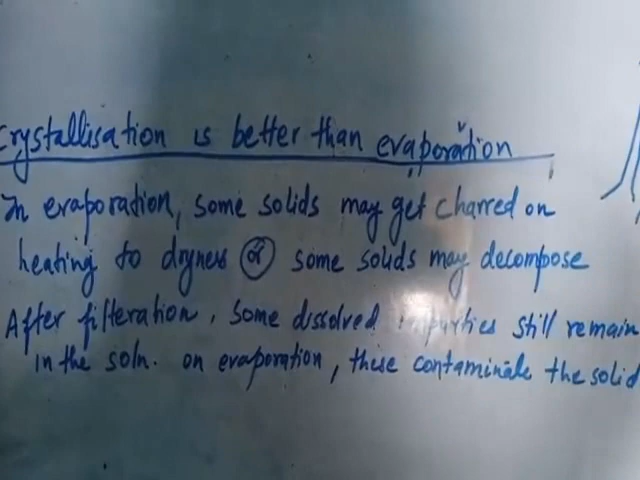 Crystallisation is better than evaporation
In evaporation, some solids may get charred on
heating to dryness or some solids may decompose
After filteration, some dissolved impurties still remain
in the soln. on evaporation, these contaminate the solid